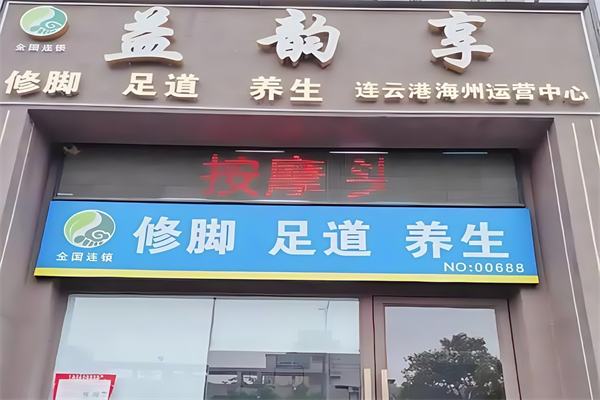 益韵享
全国连锁
修脚 足道 养生 连云港海州运营中心
按摩头
修脚 足道 养生
全国连锁
NO:00688